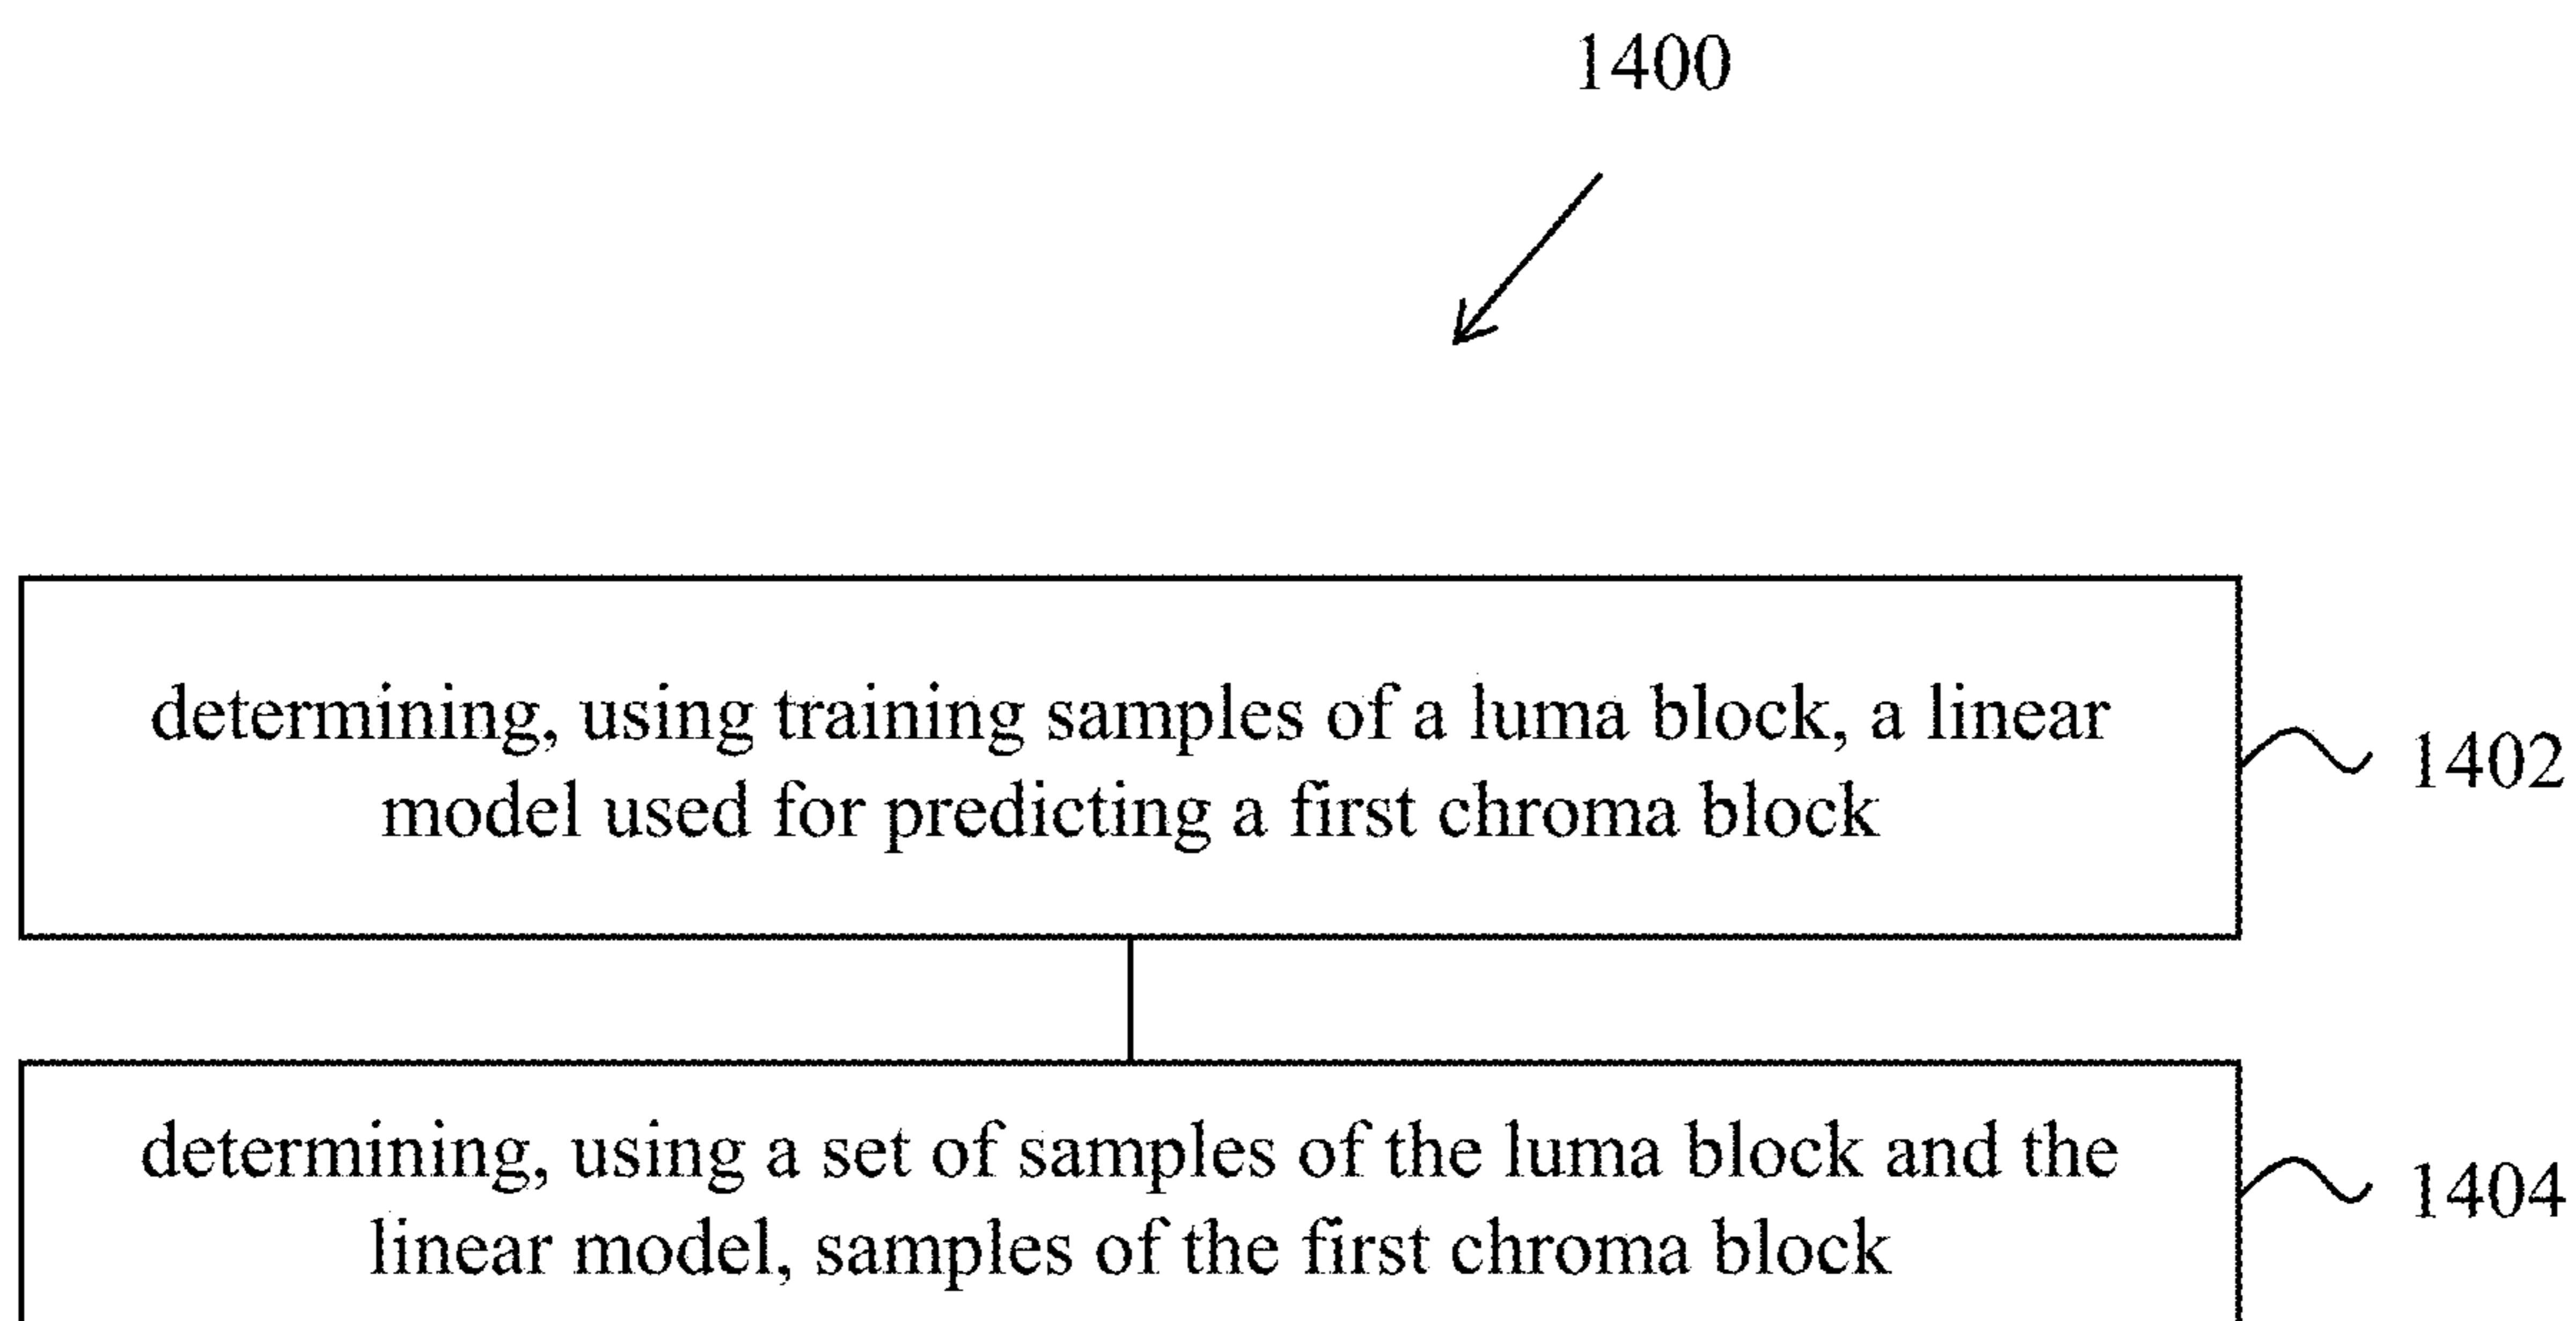 1400
determining, using training samples of a luma block, a linear
model used for predicting a first chroma block
1402
determining, using a set of samples of the luma block and the
linear model, samples of the first chroma block
1404